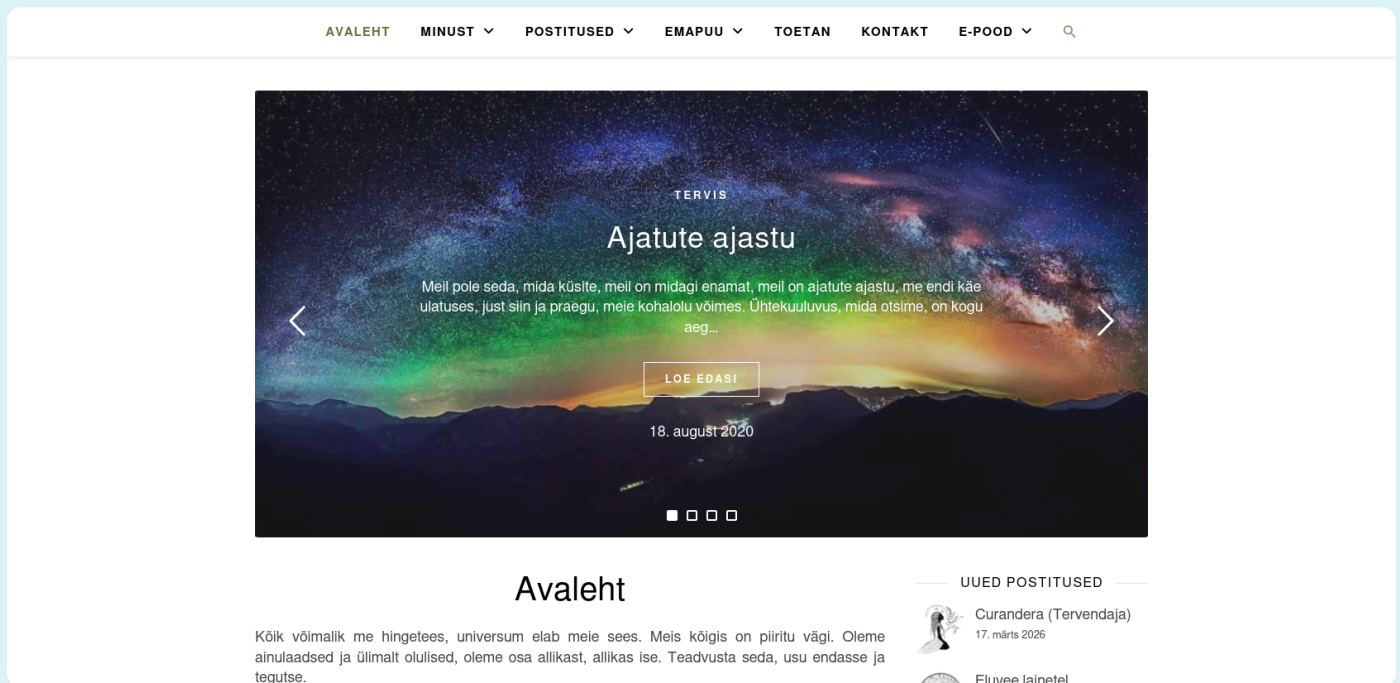 AVALEHT MINUST POSTITUSED EMAPUU TOETAN KONTAKT E-POOD
TERVIS
Ajatute ajastu
Meil pole seda, mida küsite, meil on midagi enamat, meil on ajatute ajastu, me endi käe
ulatuses, just siin ja praegu, meie kohalolu võimes. Ühtekuuluvus, mida otsime, on kogu
aeg...
LOE EDASI
18. august 2020
Avaleht
Kõik võimalik me hingetees, universum elab meie sees. Meis kõigis on piiritu vägi. Oleme
ainulaadsed ja ülimalt olulised, oleme osa allikast, allikas ise. Teadvusta seda, usu endasse ja
tegutse.
UUED POSTITUSED
Curandera (Tervendaja)
17. märts 2026
Eluvee lainetel